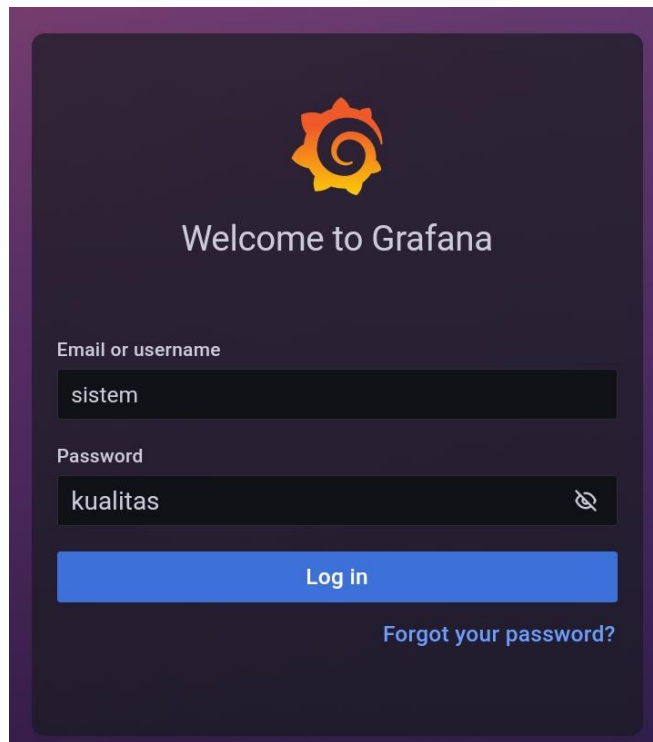 Welcome to Grafana
Email or username
sistem
Password
kualitas
Log in
Forgot your password?